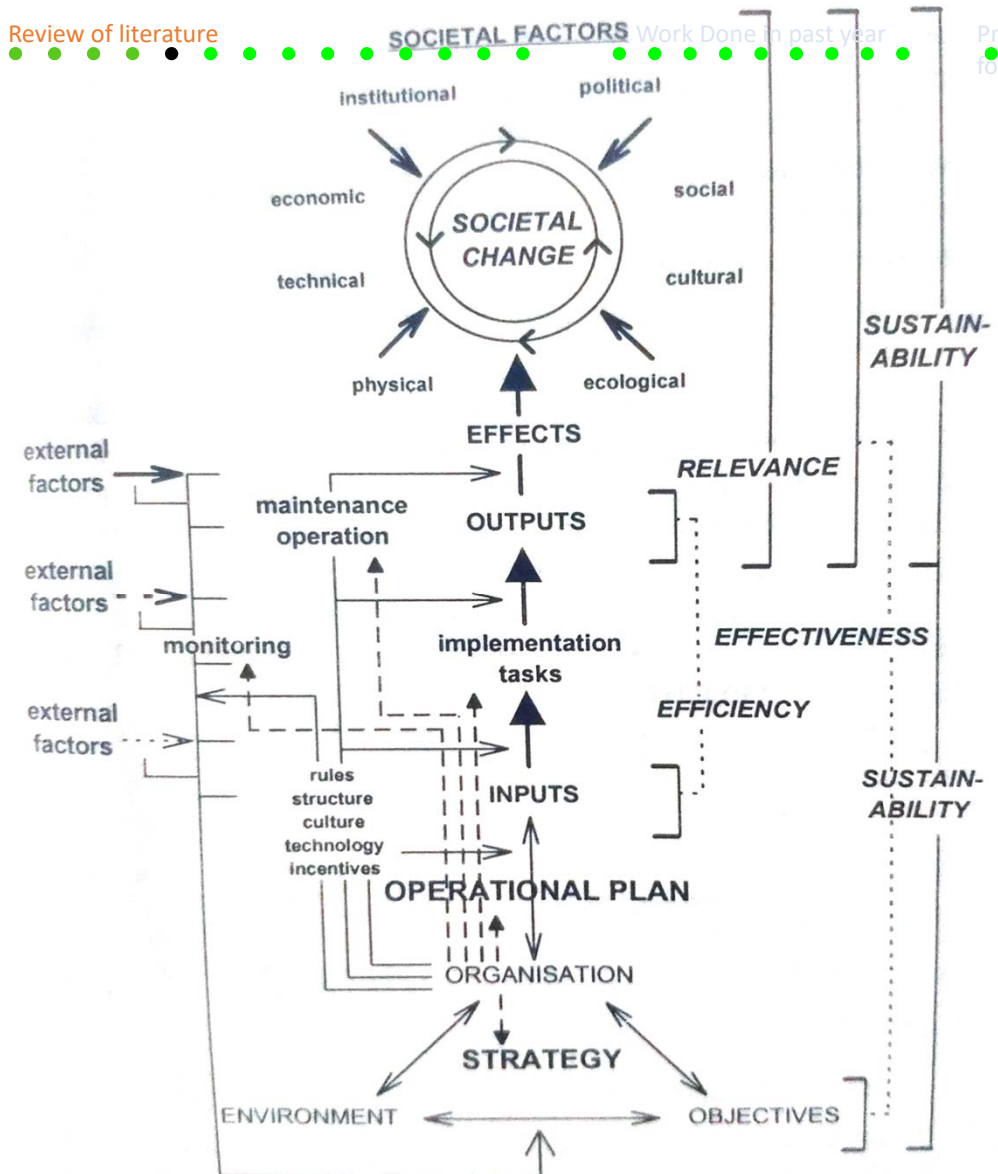 Review of literature
SOCIETAL FACTORS
Work Done in past year
Pr
fo
institutional
political
economic
social
SOCIETAL
CHANGE
technical
cultural
SUSTAIN-
ABILITY
physical
ecological
EFFECTS
external
factors
RELEVANCE
maintenance
operation
OUTPUTS
external
factors
monitoring
implementation
tasks
EFFECTIVENESS
external
factors
EFFICIENCY
rules
structure
culture
technology
incentives
INPUTS
SUSTAIN-
ABILITY
OPERATIONAL PLAN
ORGANISATION
STRATEGY
ENVIRONMENT
OBJECTIVES